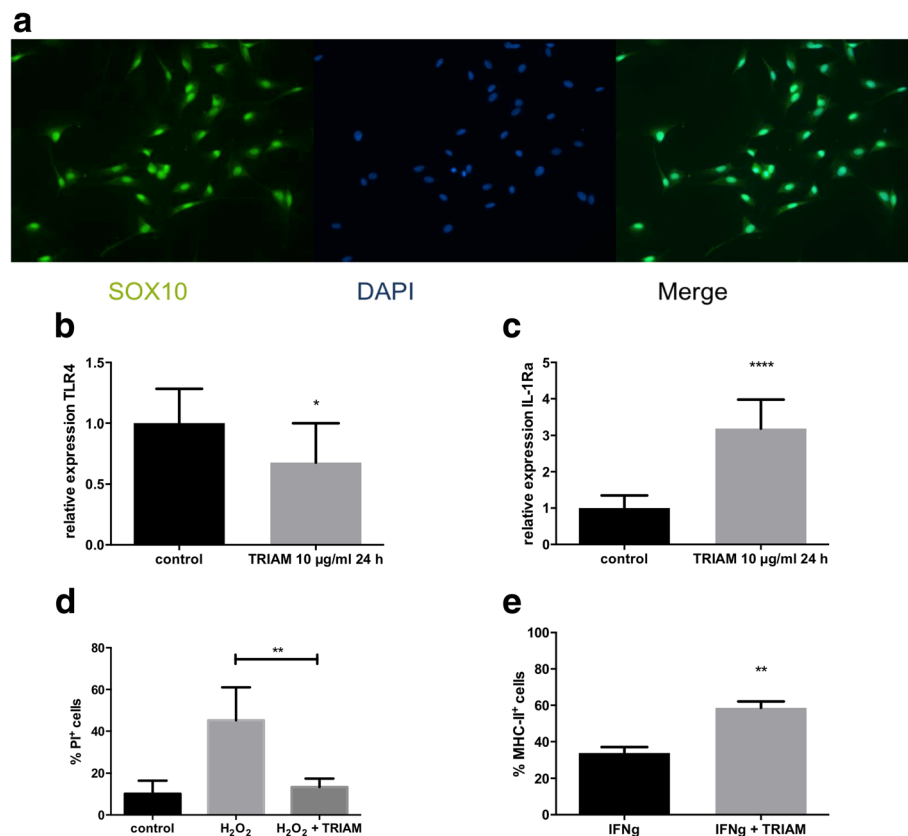 a
SOX10 DAPI Merge
b
relative expression TLR4
1.5
1.0
0.5
0.0
*
control TRIAM 10 µg/ml 24 h
c
relative expression IL-1Ra
5
4
3
2
1
0
****
control TRIAM 10 µg/ml 24 h
d
% PI⁺ cells
80
60
40
20
0
**
control H₂O₂ H₂O₂ + TRIAM
e
% MHC-II⁺ cells
100
80
60
40
20
0
**
IFNg IFNg + TRIAM